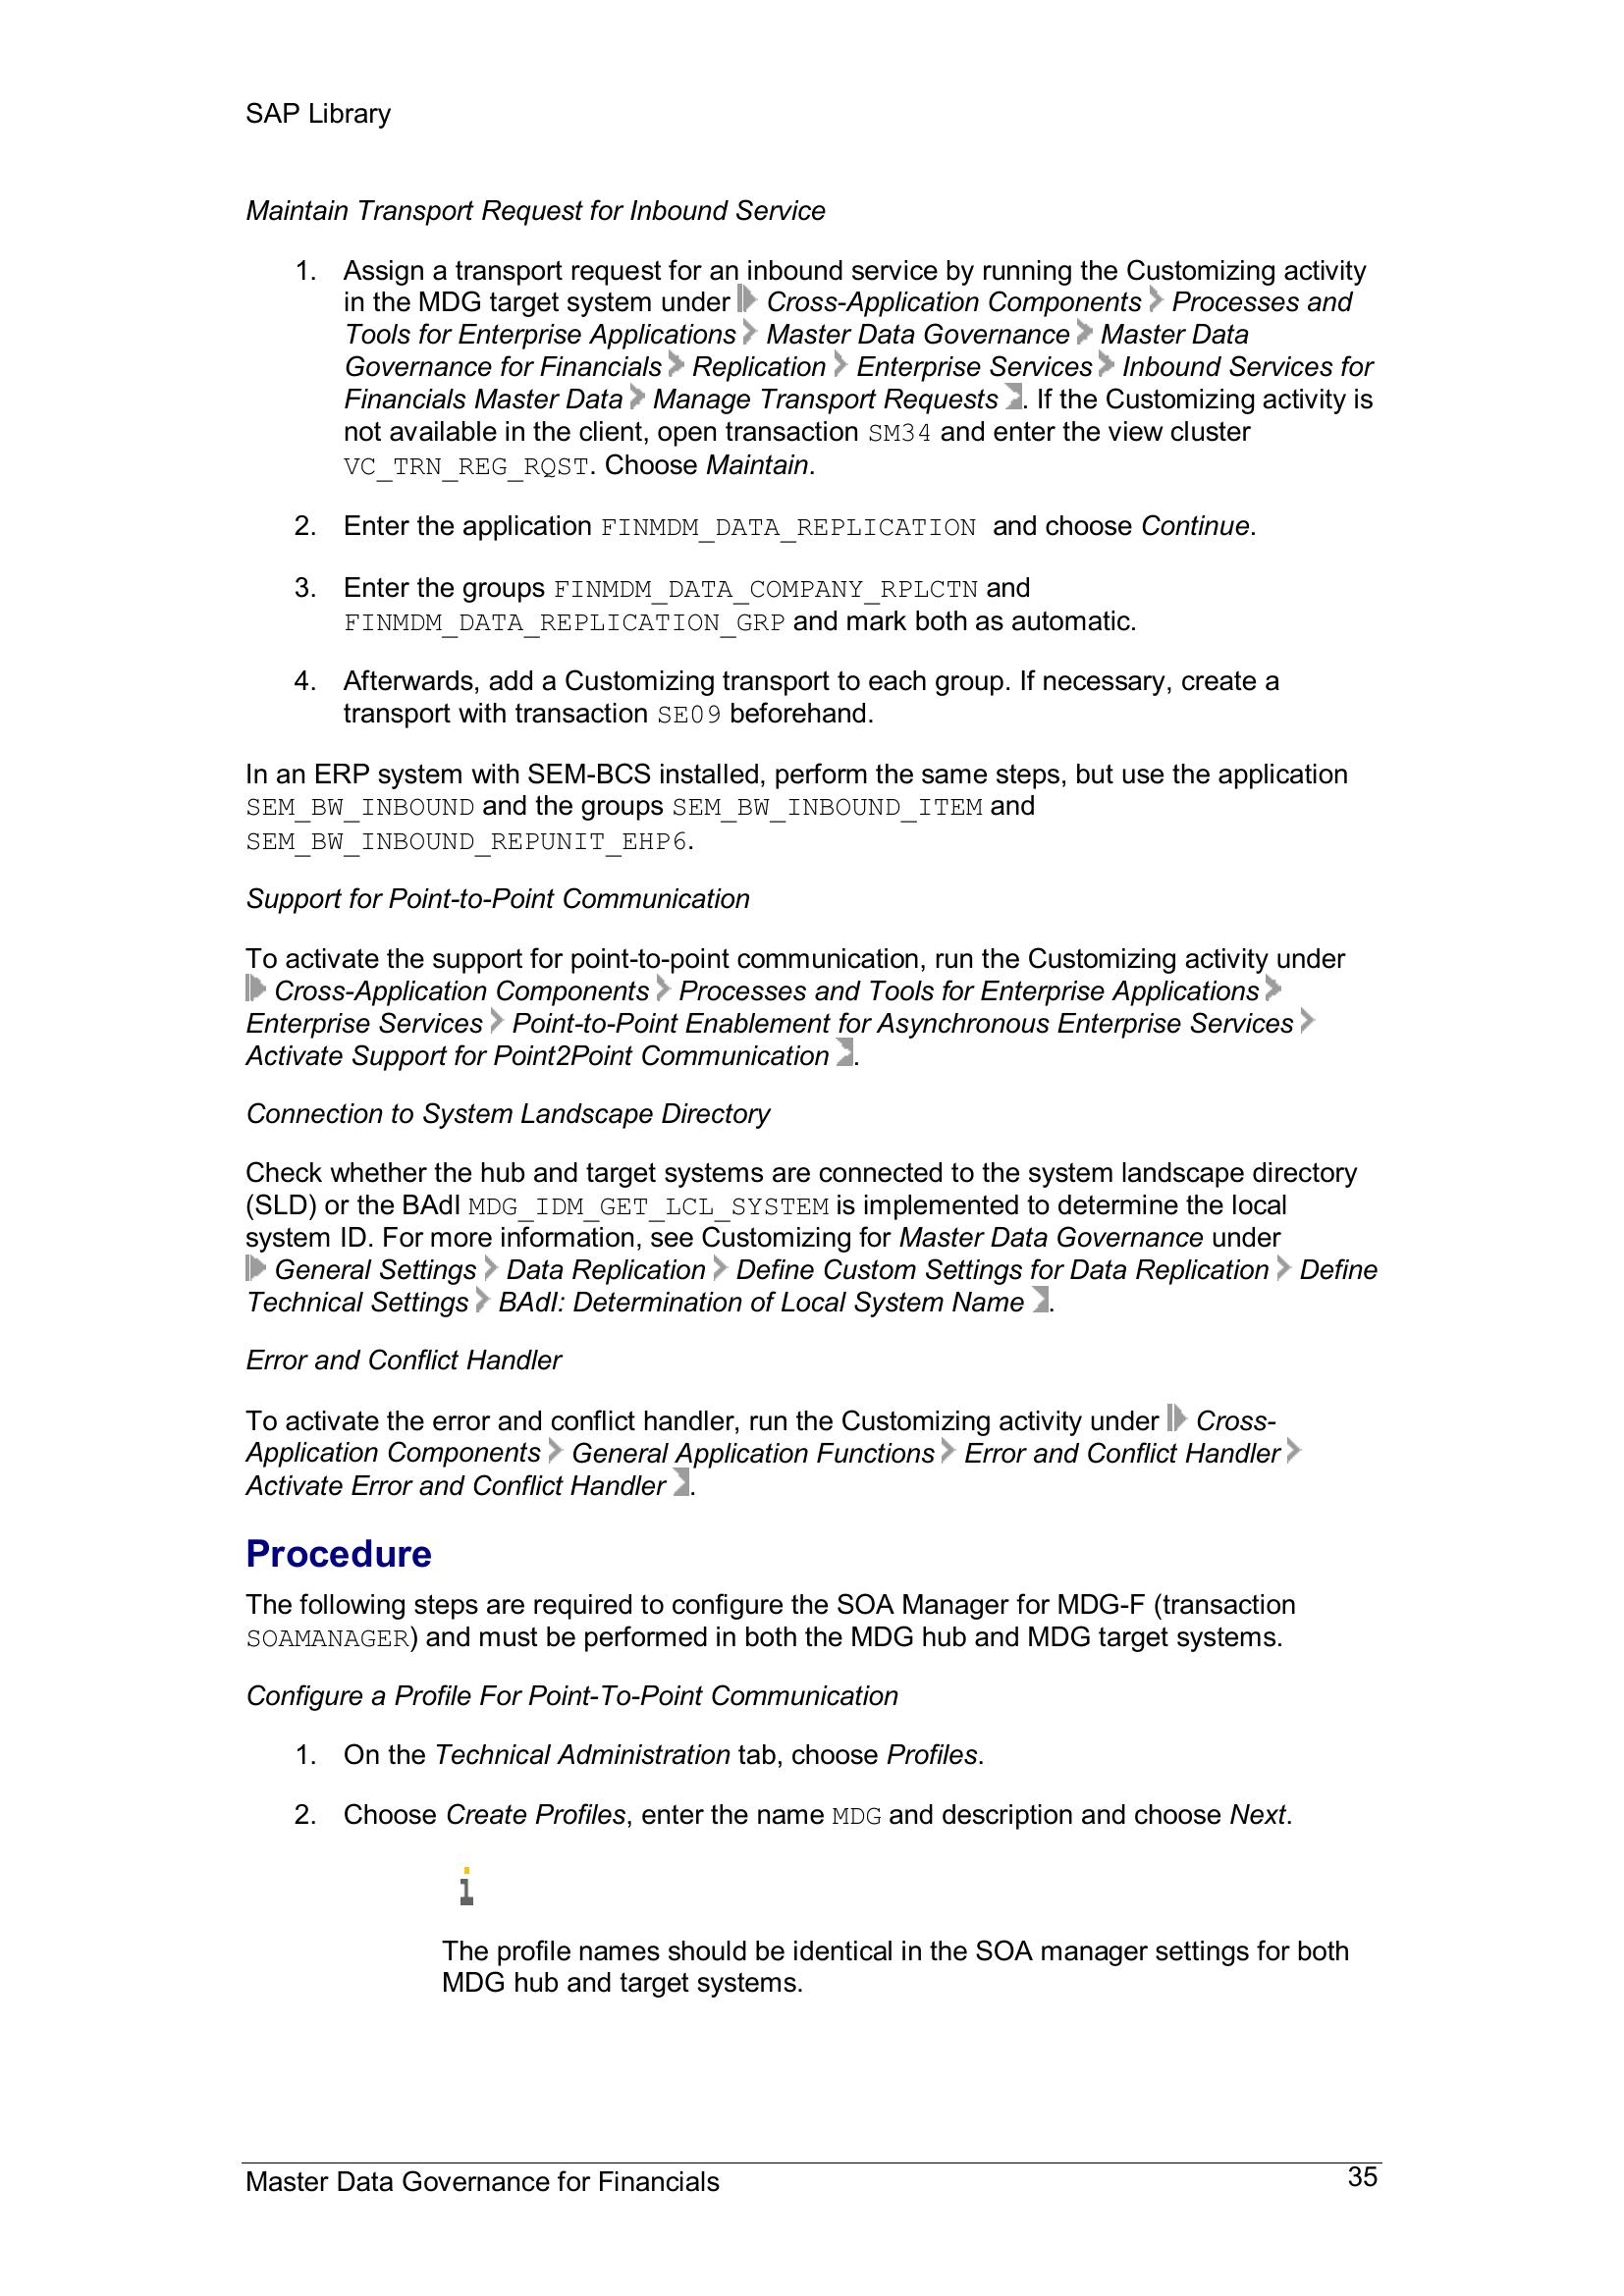 SAP Library
Maintain Transport Request for Inbound Service
1. Assign a transport request for an inbound service by running the Customizing activity
in the MDG target system under Cross-Application Components Processes and
Tools for Enterprise Applications Master Data Governance Master Data
Governance for Financials Replication Enterprise Services Inbound Services for
Financials Master Data Manage Transport Requests . If the Customizing activity is
not available in the client, open transaction SM34 and enter the view cluster
VC_TRN_REG_RQST. Choose Maintain.
2. Enter the application FINMDM_DATA_REPLICATION and choose Continue.
3. Enter the groups FINMDM_DATA_COMPANY_RPLCTN and
FINMDM_DATA_REPLICATION_GRP and mark both as automatic.
4. Afterwards, add a Customizing transport to each group. If necessary, create a
transport with transaction SE09 beforehand.
In an ERP system with SEM-BCS installed, perform the same steps, but use the application
SEM_BW_INBOUND and the groups SEM_BW_INBOUND_ITEM and
SEM_BW_INBOUND_REPUNIT_EHP6.
Support for Point-to-Point Communication
To activate the support for point-to-point communication, run the Customizing activity under
Cross-Application Components Processes and Tools for Enterprise Applications
Enterprise Services Point-to-Point Enablement for Asynchronous Enterprise Services
Activate Support for Point2Point Communication .
Connection to System Landscape Directory
Check whether the hub and target systems are connected to the system landscape directory
(SLD) or the BAdI MDG_IDM_GET_LCL_SYSTEM is implemented to determine the local
system ID. For more information, see Customizing for Master Data Governance under
General Settings Data Replication Define Custom Settings for Data Replication Define
Technical Settings BAdI: Determination of Local System Name .
Error and Conflict Handler
To activate the error and conflict handler, run the Customizing activity under Cross-
Application Components General Application Functions Error and Conflict Handler
Activate Error and Conflict Handler .
Procedure
The following steps are required to configure the SOA Manager for MDG-F (transaction
SOAMANAGER) and must be performed in both the MDG hub and MDG target systems.
Configure a Profile For Point-To-Point Communication
1. On the Technical Administration tab, choose Profiles.
2. Choose Create Profiles, enter the name MDG and description and choose Next.
The profile names should be identical in the SOA manager settings for both
MDG hub and target systems.
Master Data Governance for Financials 35